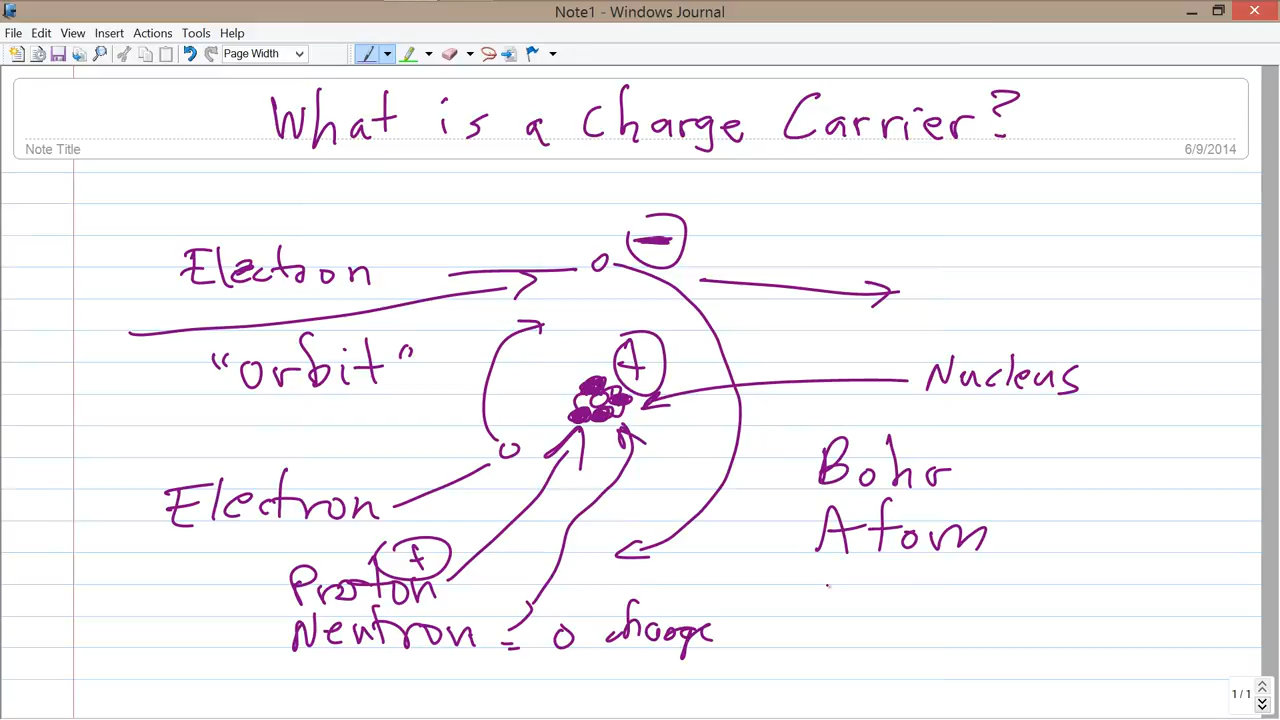 Note1 - Windows Journal
File Edit View Insert Actions Tools Help
Page Width
What is a Charge Carrier?
Note Title
6/9/2014
−
Electron
"orbit"
+
Nucleus
Bohr
Atom
Electron
+
Proton
Neutron = 0 charge
1 / 1